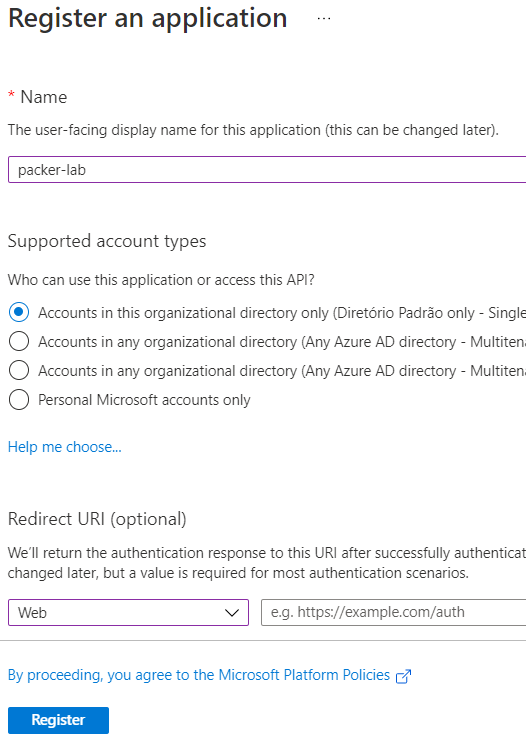 Register an application ...
* Name
The user-facing display name for this application (this can be changed later).
packer-lab
Supported account types
Who can use this application or access this API?
Accounts in this organizational directory only (Diretório Padrão only - Single
Accounts in any organizational directory (Any Azure AD directory - Multiten
Accounts in any organizational directory (Any Azure AD directory - Multiten
Personal Microsoft accounts only
Help me choose...
Redirect URI (optional)
We'll return the authentication response to this URI after successfully authenticat
changed later, but a value is required for most authentication scenarios.
Web
e.g. https://example.com/auth
By proceeding, you agree to the Microsoft Platform Policies
Register